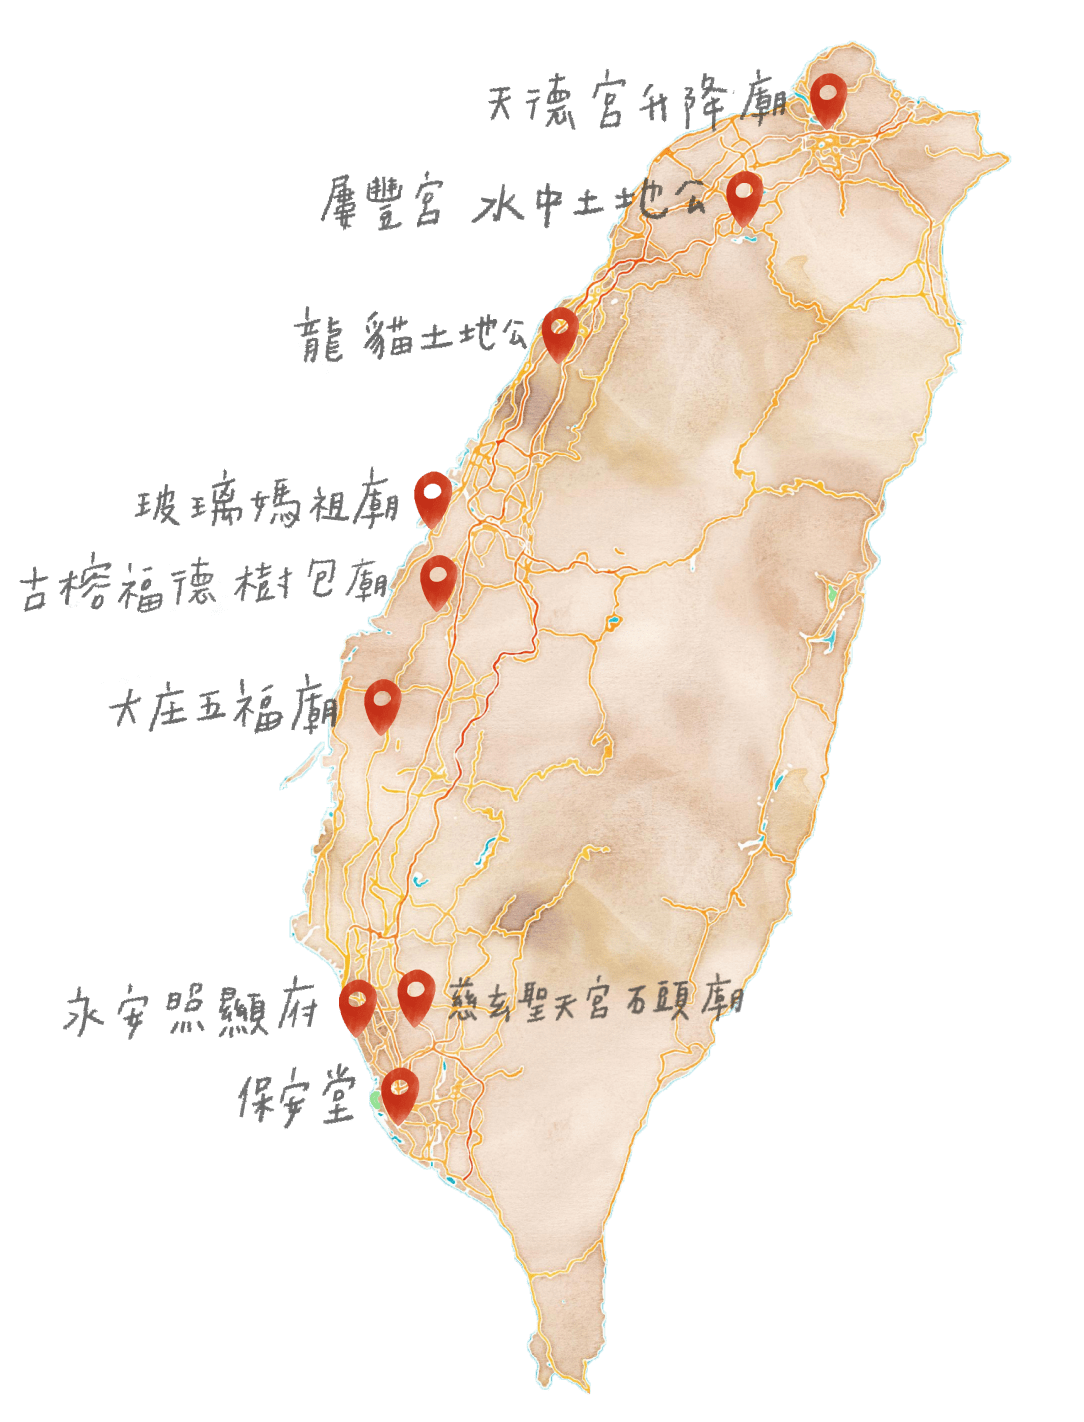 天德宮升降廟
屢豐宮 水中土地公
龍貓土地公
玻璃媽祖廟
古榕福德 樹包廟
大庄五福廟
永安照顯府
慈玄聖天宮石頭廟
保安堂